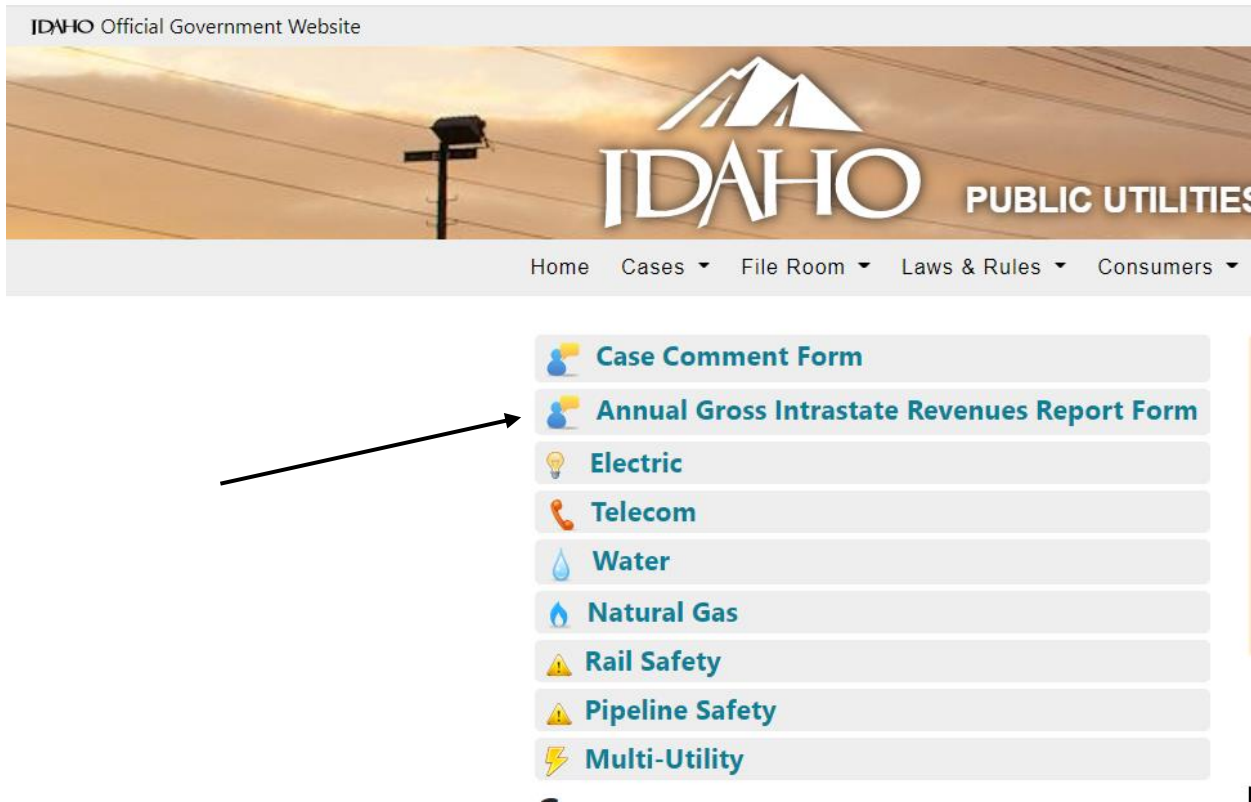 IDAHO Official Government Website
IDAHO PUBLIC UTILITIES
Home Cases File Room Laws & Rules Consumers
Case Comment Form
Annual Gross Intrastate Revenues Report Form
Electric
Telecom
Water
Natural Gas
Rail Safety
Pipeline Safety
Multi-Utility